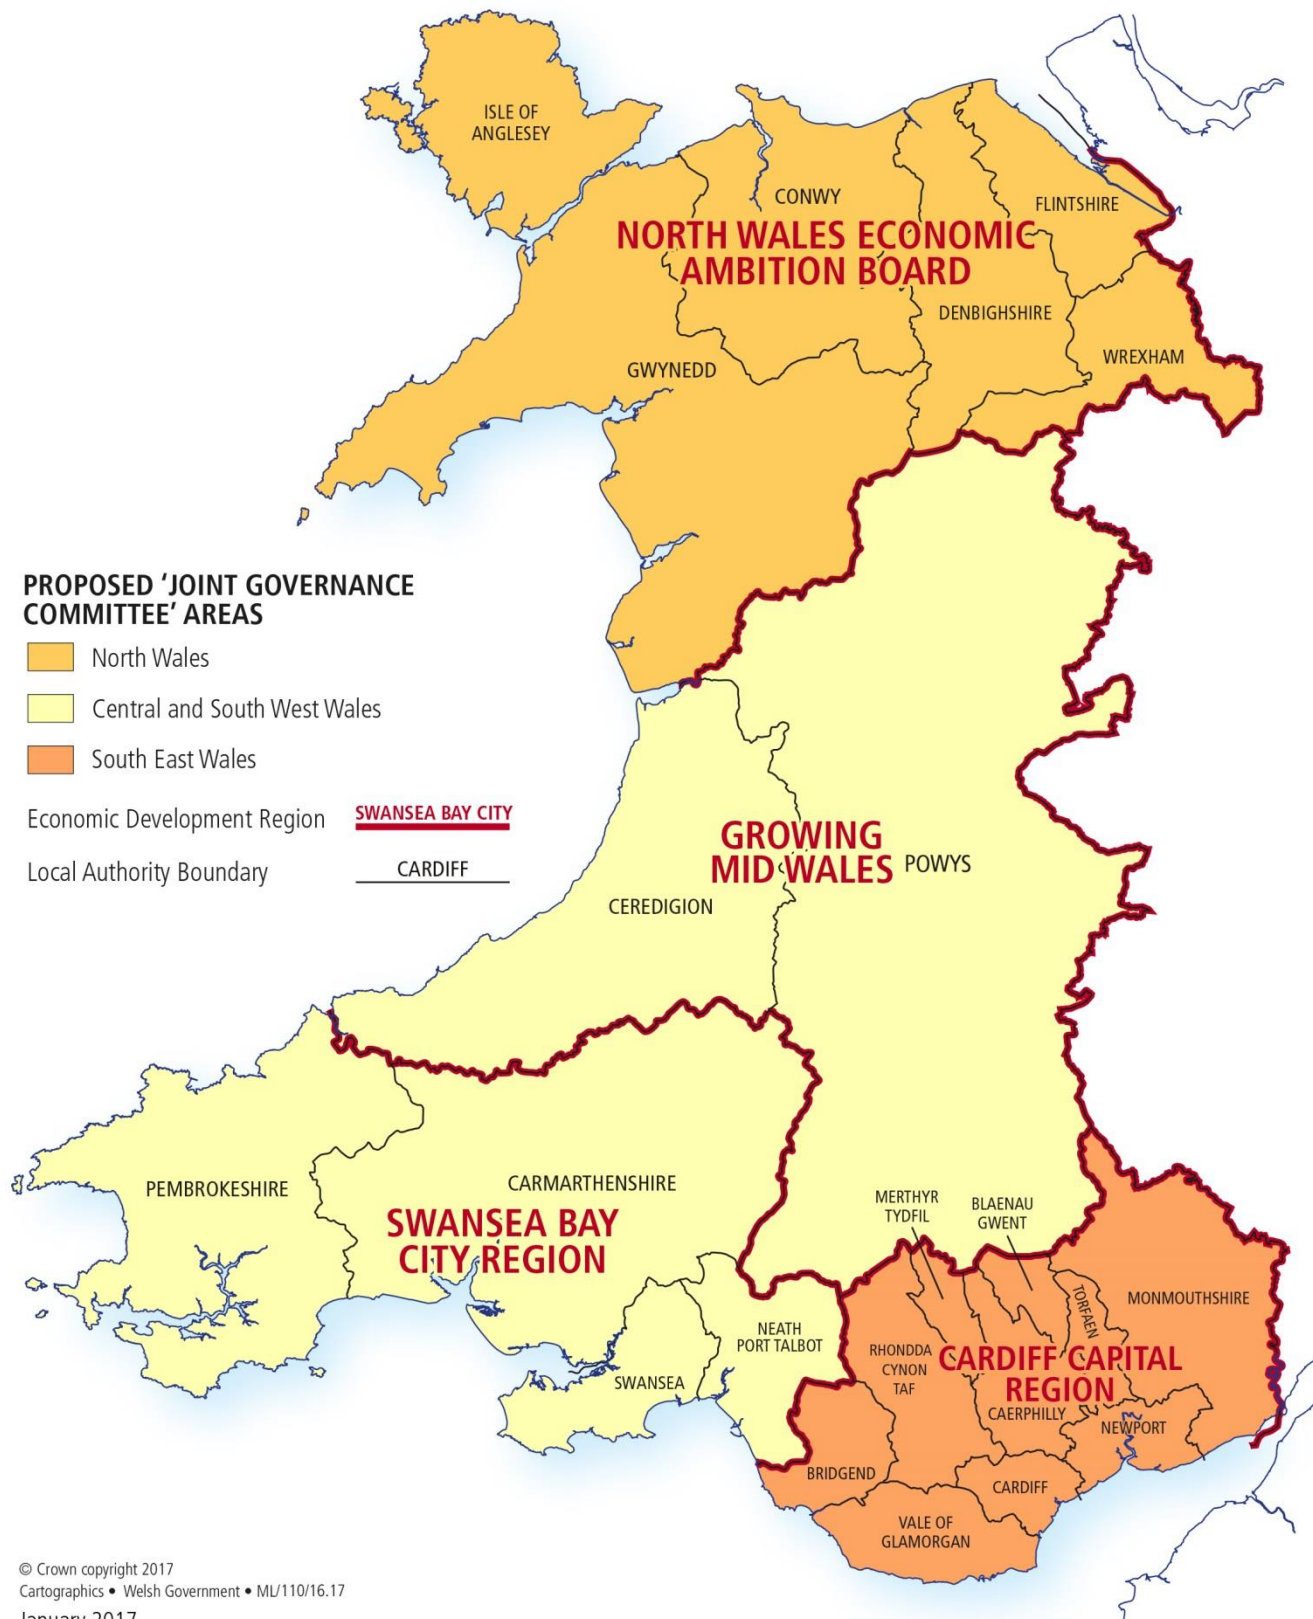 ISLE OF
ANGLESEY
CONWY
FLINTSHIRE
NORTH WALES ECONOMIC
AMBITION BOARD
DENBIGHSHIRE
WREXHAM
GWYNEDD
PROPOSED ‘JOINT GOVERNANCE
COMMITTEE’ AREAS
North Wales
Central and South West Wales
South East Wales
Economic Development Region SWANSEA BAY CITY
Local Authority Boundary CARDIFF
GROWING
MID WALES
POWYS
CEREDIGION
PEMBROKESHIRE
CARMARTHENSHIRE
SWANSEA BAY
CITY REGION
MERTHYR
TYDFIL
BLAENAU
GWENT
MONMOUTHSHIRE
TORFAEN
NEATH
PORT TALBOT
RHONDDA
CYNON
TAF
CARDIFF CAPITAL
REGION
SWANSEA
CAERPHILLY
NEWPORT
BRIDGEND
CARDIFF
VALE OF
GLAMORGAN
© Crown copyright 2017
Cartographics • Welsh Government • ML/110/16.17
January 2017